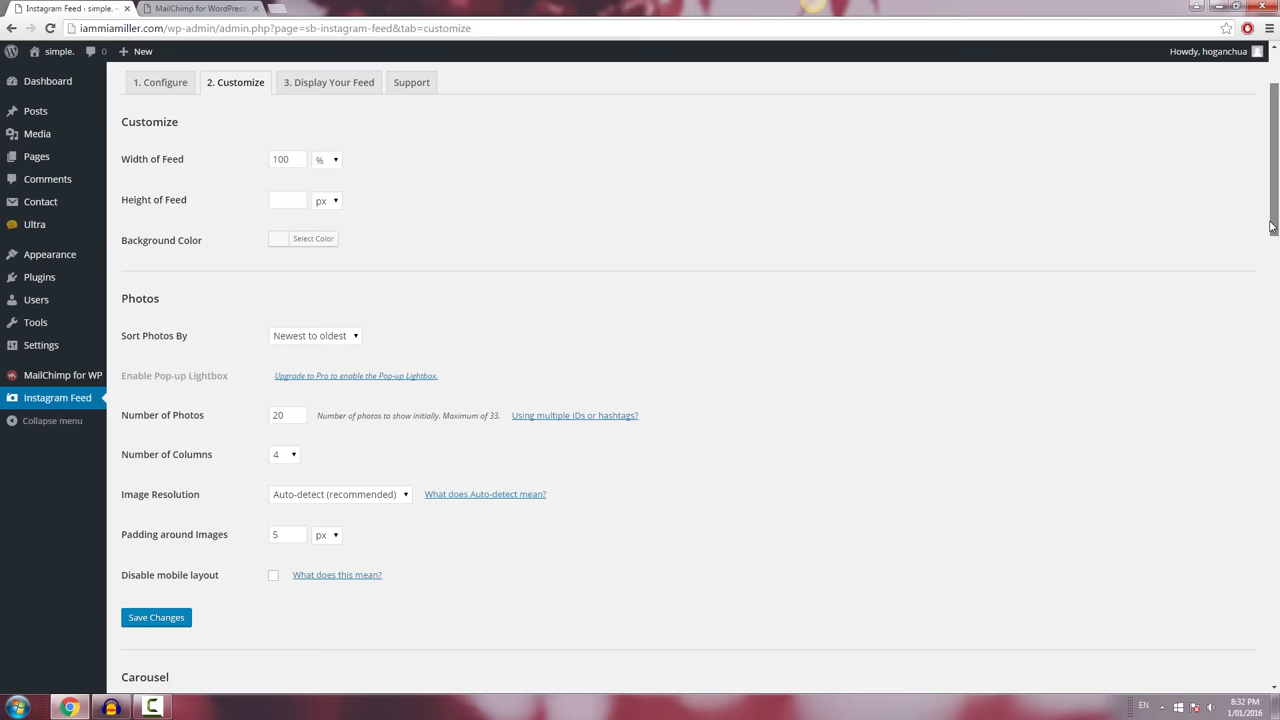 Instagram Feed ‹ simple. – ×
MailChimp for WordPress ×
iammiamiller.com/wp-admin/admin.php?page=sb-instagram-feed&tab=customize
simple. 0 + New
Howdy, hoganchua
Dashboard
Posts
Media
Pages
Comments
Contact
Ultra
Appearance
Plugins
Users
Tools
Settings
MailChimp for WP
Instagram Feed
Collapse menu
1. Configure
2. Customize
3. Display Your Feed
Support
Customize
Width of Feed 100 %
Height of Feed px
Background Color Select Color
Photos
Sort Photos By Newest to oldest
Enable Pop-up Lightbox Upgrade to Pro to enable the Pop-up Lightbox.
Number of Photos 20 Number of photos to show initially. Maximum of 33. Using multiple IDs or hashtags?
Number of Columns 4
Image Resolution Auto-detect (recommended) What does Auto-detect mean?
Padding around Images 5 px
Disable mobile layout What does this mean?
Save Changes
Carousel
EN
8:32 PM
1/01/2016